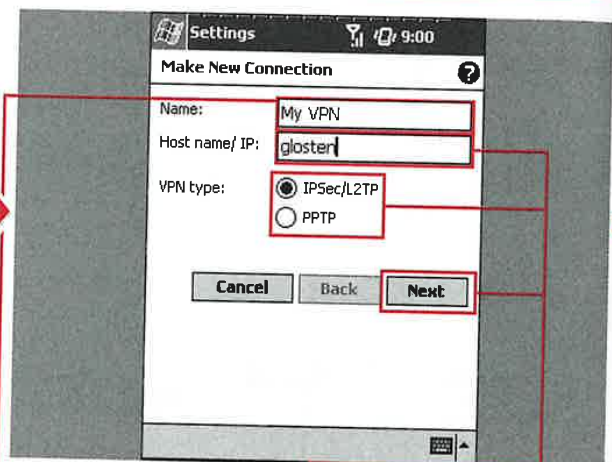 Settings 9:00
Make New Connection
Name: My VPN
Host name/ IP: glosten
VPN type: IPSec/L2TP
PPTP
Cancel Back Next